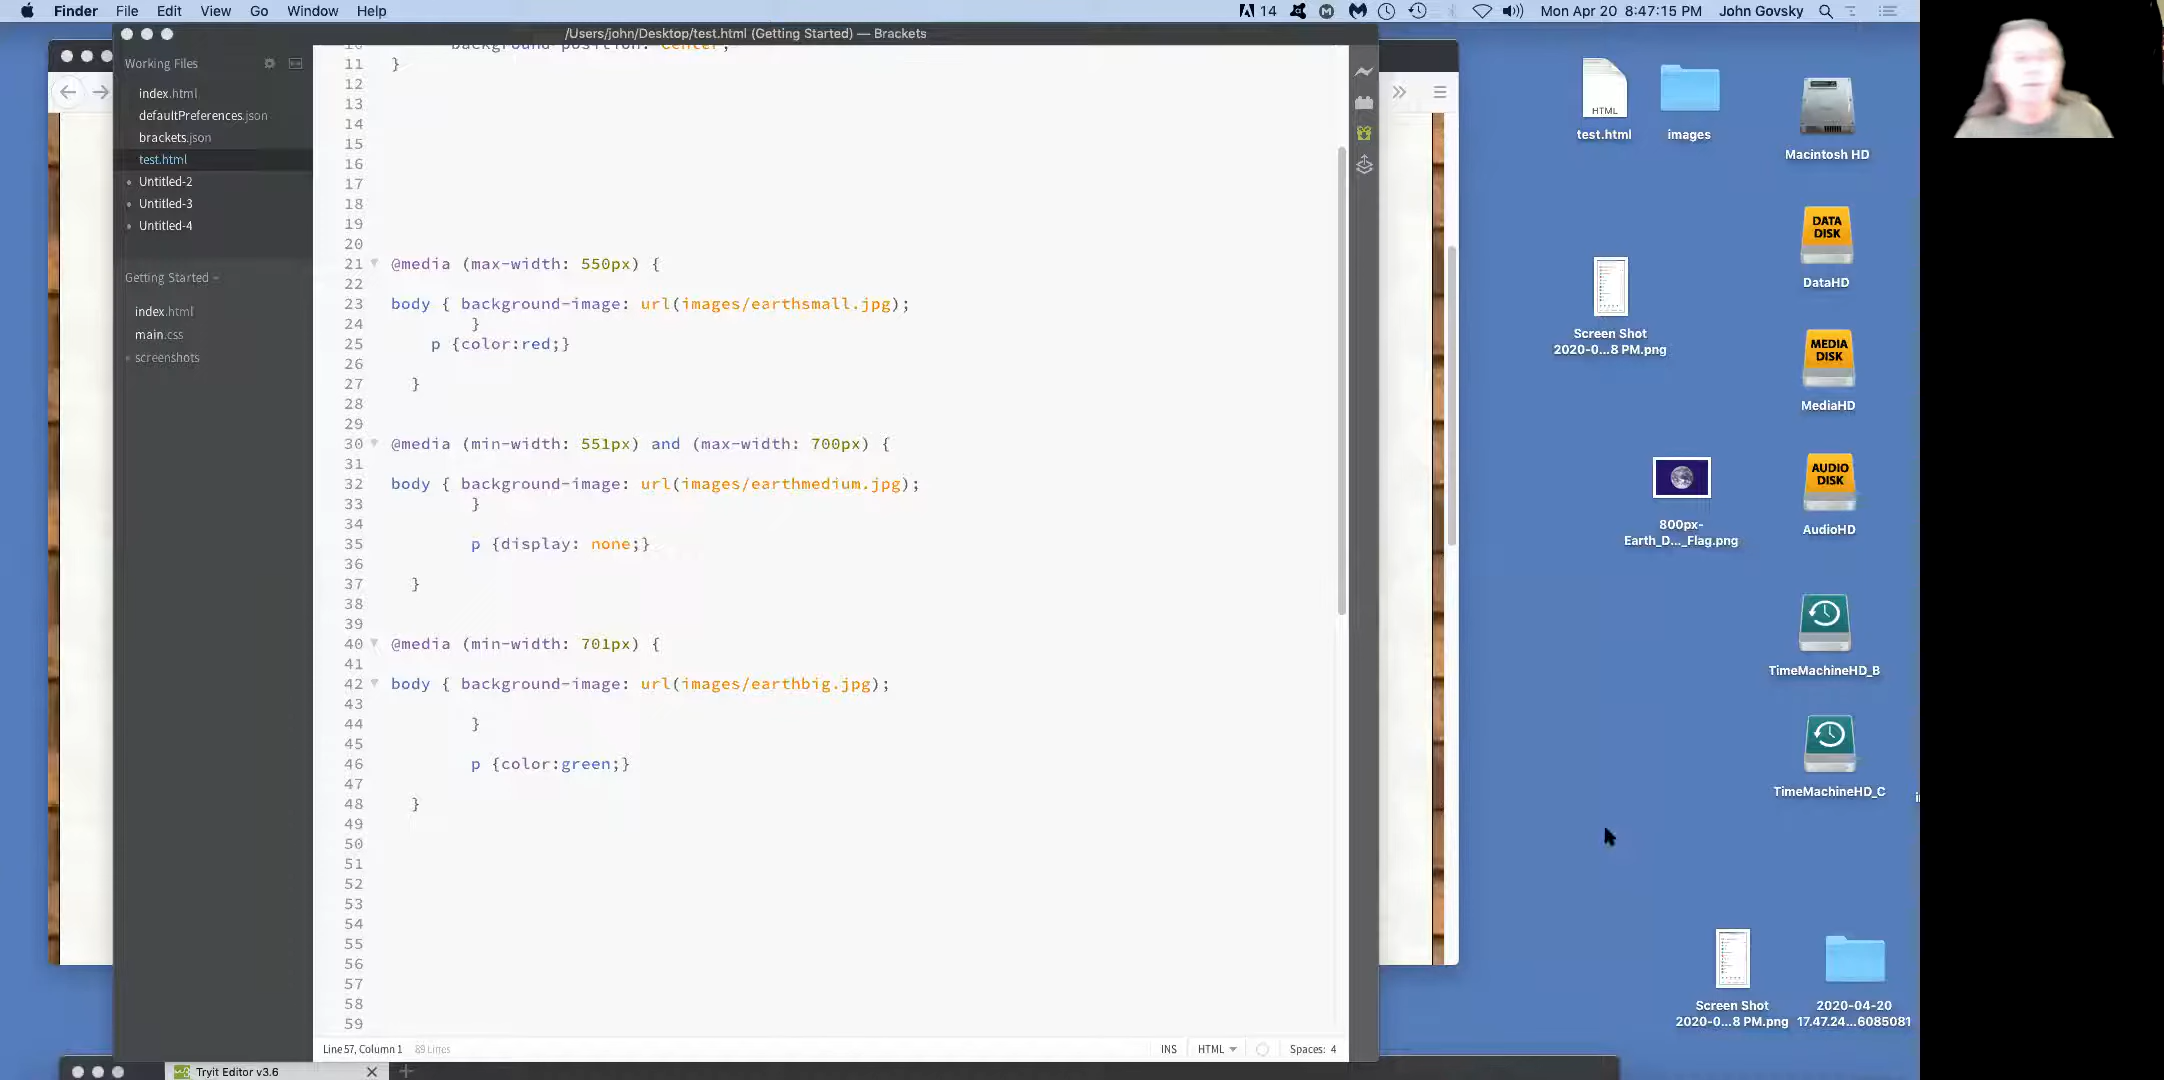 Finder File Edit View Go Window Help
14 Mon Apr 20 8:47:15 PM John Govsky
/Users/john/Desktop/test.html (Getting Started) — Brackets
Working Files
index.html
defaultPreferences.json
brackets.json
test.html
Untitled-2
Untitled-3
Untitled-4
Getting Started
index.html
main.css
screenshots
background-position: center;
11 }
12
13
14
15
16
17
18
19
20
21 @media (max-width: 550px) {
22
23 body { background-image: url(images/earthsmall.jpg);
24 }
25 p {color:red;}
26
27 }
28
29
30 @media (min-width: 551px) and (max-width: 700px) {
31
32 body { background-image: url(images/earthmedium.jpg);
33 }
34
35 p {display: none;}
36
37 }
38
39
40 @media (min-width: 701px) {
41
42 body { background-image: url(images/earthbig.jpg);
43
44 }
45
46 p {color:green;}
47
48 }
49
50
51
52
53
54
55
56
57
58
59
Line 57, Column 1 89 Lines
INS HTML Spaces: 4
Tryit Editor v3.6
HTML
test.html
images
Macintosh HD
DATA
DISK
DataHD
Screen Shot
2020-0...8 PM.png
MEDIA
DISK
MediaHD
800px-
Earth_D..._Flag.png
AUDIO
DISK
AudioHD
TimeMachineHD_B
TimeMachineHD_C
Screen Shot
2020-0...8 PM.png
2020-04-20
17.47.24...6085081